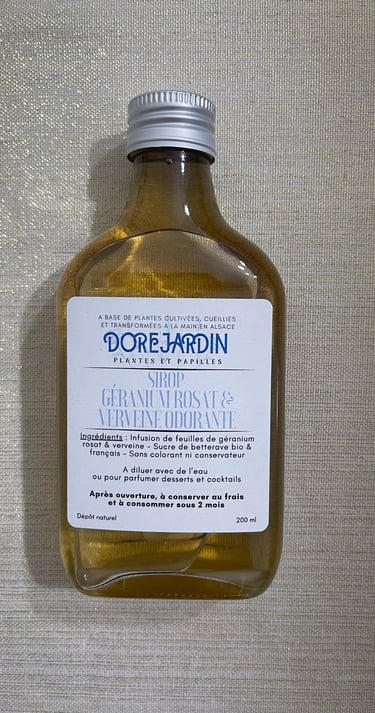 A BASE DE PLANTES CULTIVÉES, CUEILLIES
ET TRANSFORMÉES A LA MAIN EN ALSACE
DOREJARDIN
PLANTES ET PAPILLES
SIROP
GÉRANIUM ROSAT &
VERVEINE ODORANTE
Ingrédients : Infusion de feuilles de géranium
rosat & verveine - Sucre de betterave bio &
français - Sans colorant ni conservateur
A diluer avec de l'eau
ou pour parfumer desserts et cocktails
Après ouverture, à conserver au frais
et à consommer sous 2 mois
Dépôt naturel
200 ml